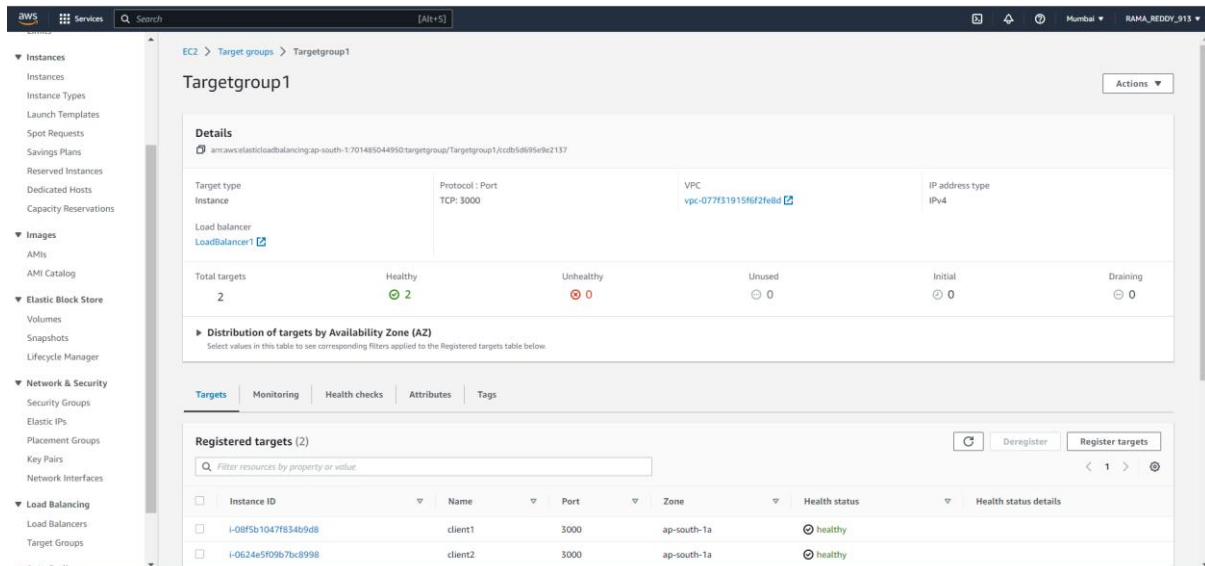 aws Services Search [Alt+S] Mumbai RAMA_REDDY_913
Limits
Instances
Instances
Instance Types
Launch Templates
Spot Requests
Savings Plans
Reserved Instances
Dedicated Hosts
Capacity Reservations
Images
AMIs
AMI Catalog
Elastic Block Store
Volumes
Snapshots
Lifecycle Manager
Network & Security
Security Groups
Elastic IPs
Placement Groups
Key Pairs
Network Interfaces
Load Balancing
Load Balancers
Target Groups
EC2 > Target groups > Targetgroup1
Targetgroup1
Actions
Details
arn:aws:elasticloadbalancing:ap-south-1:701485044950:targetgroup/Targetgroup1/ccdb5d695e9e2137
Target type Protocol : Port VPC IP address type
Instance TCP: 3000 vpc-077f31915f6f2fe8d IPv4
Load balancer
LoadBalancer1
Total targets Healthy Unhealthy Unused Initial Draining
2 2 0 0 0 0
Distribution of targets by Availability Zone (AZ)
Select values in this table to see corresponding filters applied to the Registered targets table below.
Targets Monitoring Health checks Attributes Tags
Registered targets (2) Deregister Register targets
Filter resources by property or value < 1 >
Instance ID Name Port Zone Health status Health status details
i-08f5b1047f834b9d8 client1 3000 ap-south-1a healthy
i-0624e5f09b7bc8998 client2 3000 ap-south-1a healthy